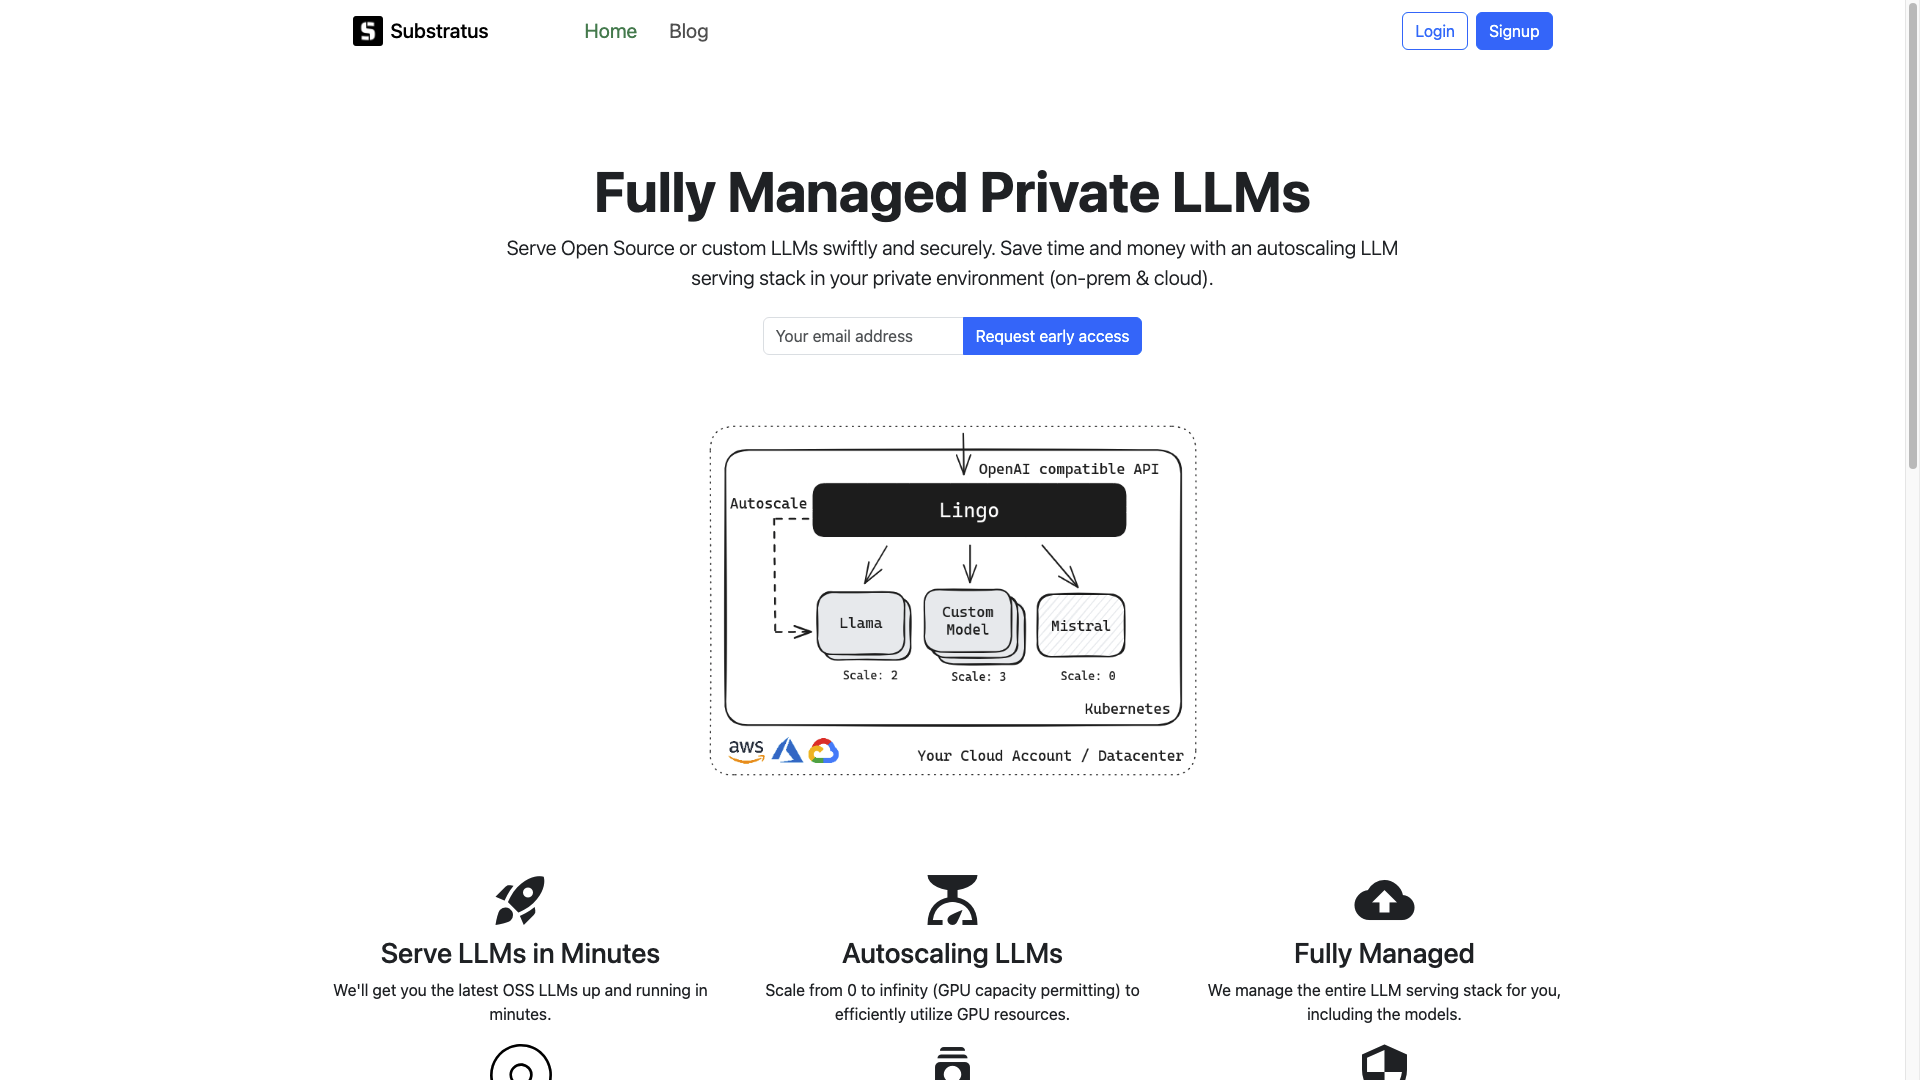 Substratus
Home
Blog
Login
Signup
Fully Managed Private LLMs
Serve Open Source or custom LLMs swiftly and securely. Save time and money with an autoscaling LLM
serving stack in your private environment (on-prem & cloud).
Your email address
Request early access
OpenAI compatible API
Autoscale
Lingo
Llama
Custom
Model
Mistral
Scale: 2
Scale: 3
Scale: 0
Kubernetes
aws
Your Cloud Account / Datacenter
Serve LLMs in Minutes
We'll get you the latest OSS LLMs up and running in
minutes.
Autoscaling LLMs
Scale from 0 to infinity (GPU capacity permitting) to
efficiently utilize GPU resources.
Fully Managed
We manage the entire LLM serving stack for you,
including the models.